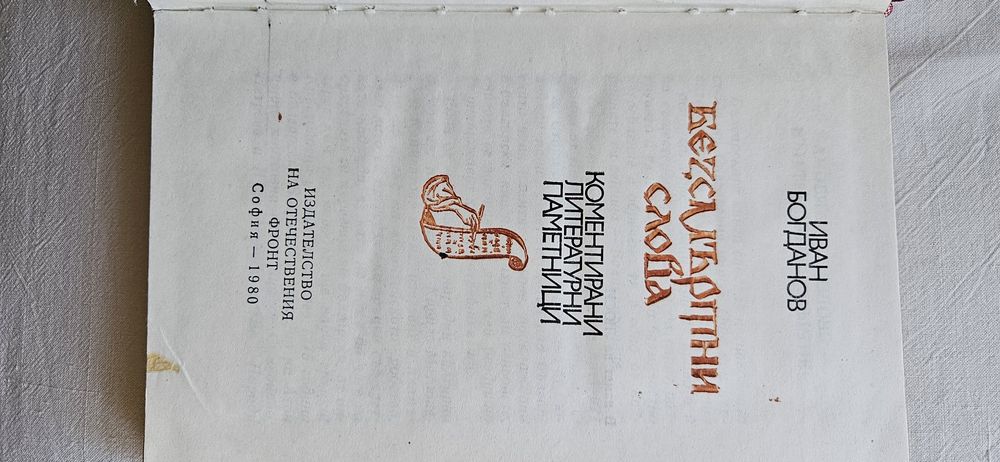 ИВАН
БОГДАНОВ
Безсмъртни
слова
КОМЕНТИРАНИ
ЛИТЕРАТУРНИ
ПАМЕТНИЦИ
ИЗДАТЕЛСТВО
НА ОТЕЧЕСТВЕНИЯ
ФРОНТ
София — 1980